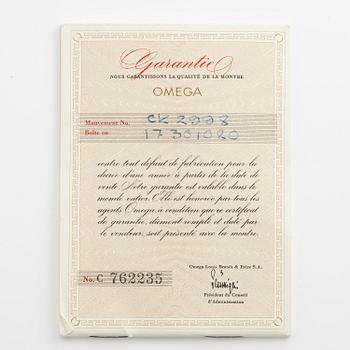 Garantie
NOUS GARANTISSONS LA QUALITÉ DE LA MONTRE
OMEGA
Mouvement No. CK 2998
Boîte en 17301020
contre tout défaut de fabrication pour la
durée d'une année à partir de la date de
vente. Notre garantie est valable dans le
monde entier. Elle est honorée par tous les
agents Omega, à condition que ce certificat
de garantie, dûment rempli et daté par
le vendeur, soit présenté avec la montre.
Omega Louis Brandt & Frère S.A.
Président du Conseil
d'Administration
No. C 762235